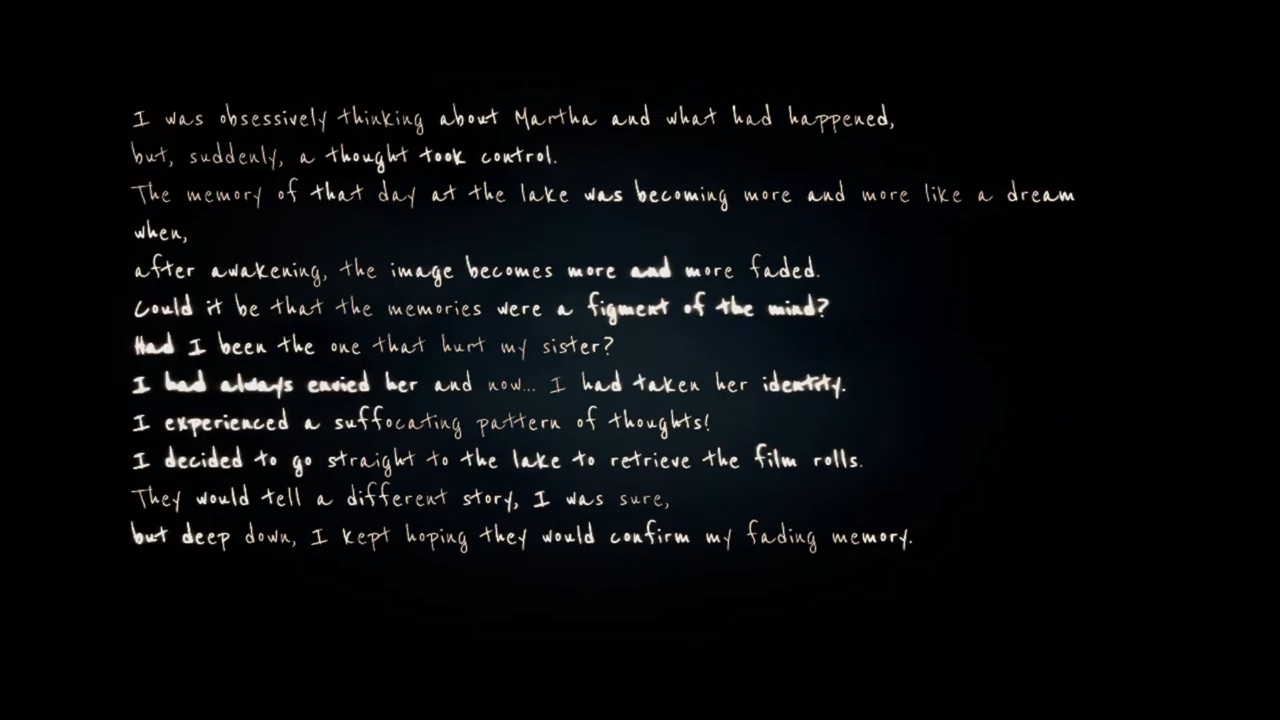 I was obsessively thinking about Martha and what had happened,
but, suddenly, a thought took control.
The memory of that day at the lake was becoming more and more like a dream
when,
after awakening, the image becomes more and more faded.
Could it be that the memories were a figment of the mind?
Had I been the one that hurt my sister?
I had always envied her and now... I had taken her identity.
I experienced a suffocating pattern of thoughts!
I decided to go straight to the lake to retrieve the film rolls.
They would tell a different story, I was sure,
but deep down, I kept hoping they would confirm my fading memory.